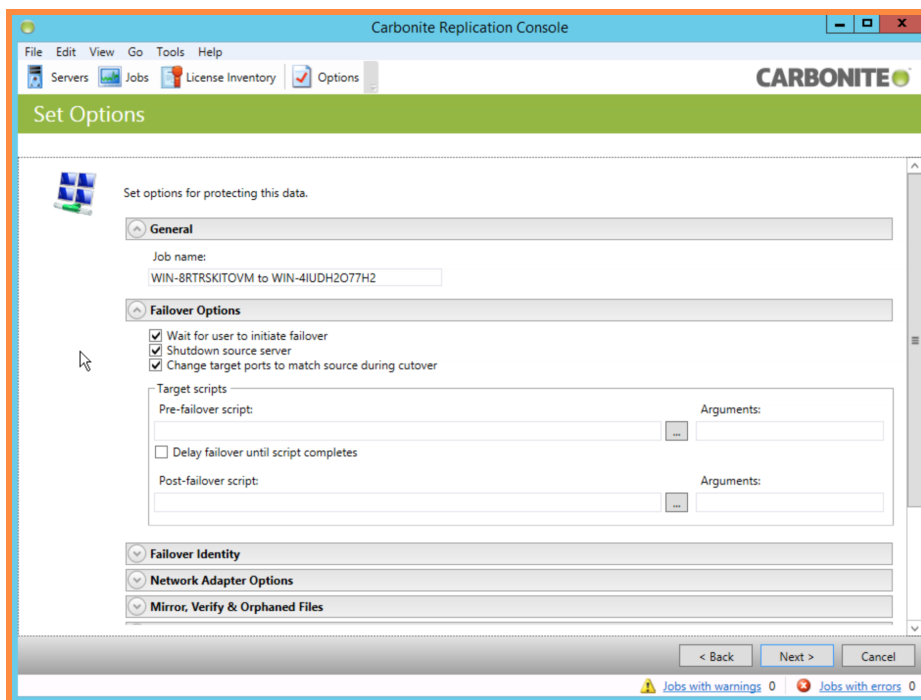 Carbonite Replication Console
File Edit View Go Tools Help
Servers Jobs License Inventory Options
CARBONITE
Set Options
Set options for protecting this data.
General
Job name:
WIN-8RTRSKITOVM to WIN-4IUDH2O77H2
Failover Options
Wait for user to initiate failover
Shutdown source server
Change target ports to match source during cutover
Target scripts
Pre-failover script: Arguments:
...
Delay failover until script completes
Post-failover script: Arguments:
...
Failover Identity
Network Adapter Options
Mirror, Verify & Orphaned Files
< Back Next > Cancel
Jobs with warnings 0 Jobs with errors 0